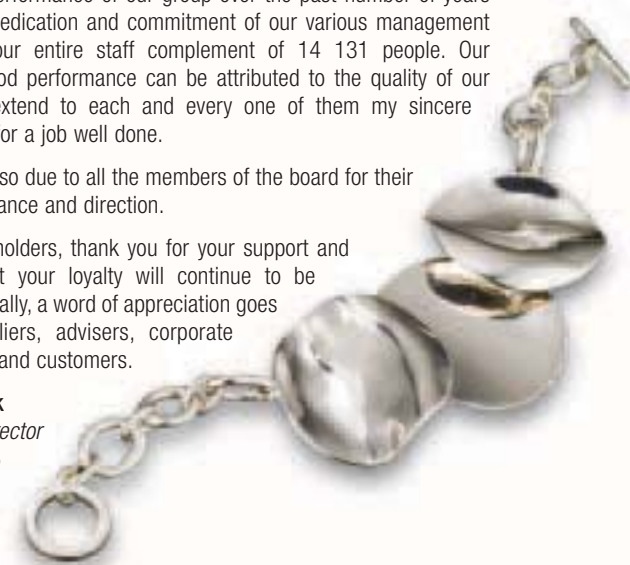 performance of our group over the past number of years
edication and commitment of our various management
our entire staff complement of 14 131 people. Our
od performance can be attributed to the quality of our
extend to each and every one of them my sincere
for a job well done.
so due to all the members of the board for their
ance and direction.
holders, thank you for your support and
t your loyalty will continue to be
ally, a word of appreciation goes
liers, advisers, corporate
and customers.
k
ector